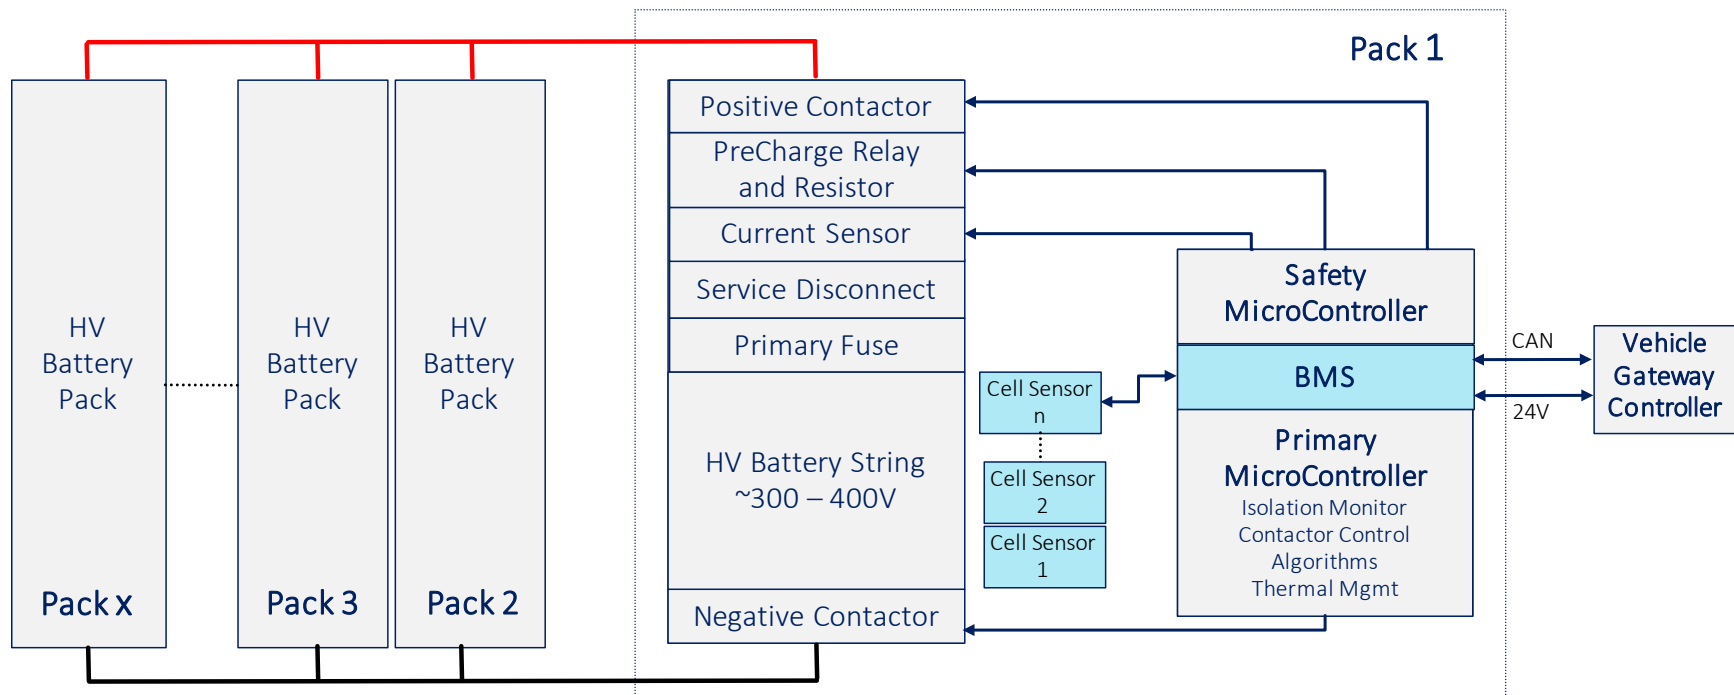 Pack 1
Positive Contactor
PreCharge Relay
and Resistor
Current Sensor
Service Disconnect
Primary Fuse
HV Battery String
~300 – 400V
Negative Contactor
HV
Battery
Pack
Pack x
HV
Battery
Pack
Pack 3
HV
Battery
Pack
Pack 2
Cell Sensor
n
Cell Sensor
2
Cell Sensor
1
Safety
MicroController
BMS
Primary
MicroController
Isolation Monitor
Contactor Control
Algorithms
Thermal Mgmt
CAN
24V
Vehicle
Gateway
Controller